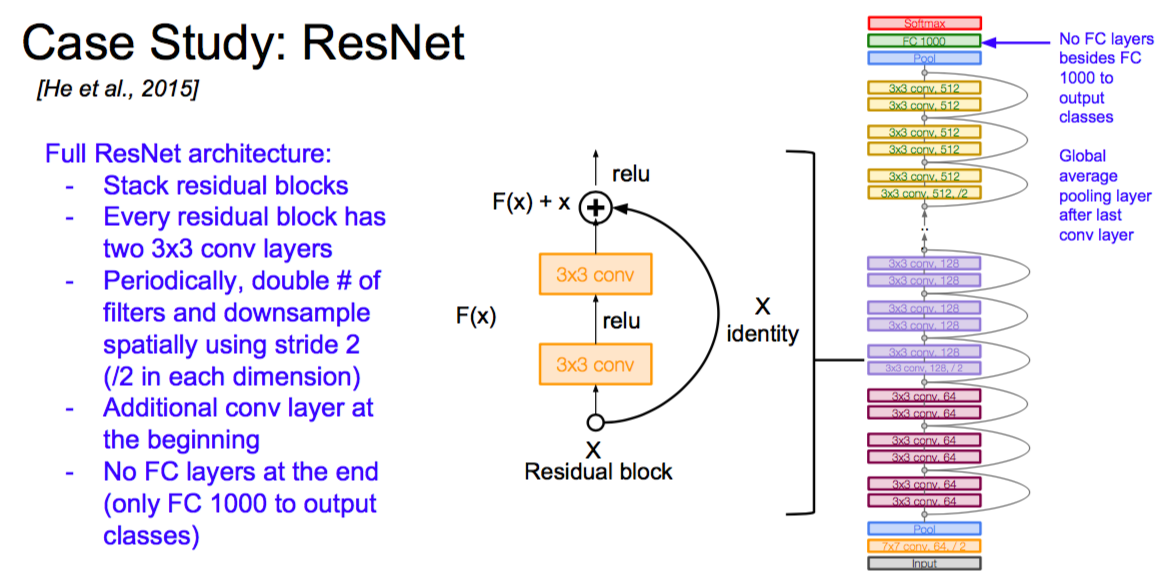 Case Study: ResNet
[He et al., 2015]
Full ResNet architecture:
- Stack residual blocks
- Every residual block has
two 3x3 conv layers
- Periodically, double # of
filters and downsample
spatially using stride 2
(/2 in each dimension)
- Additional conv layer at
the beginning
- No FC layers at the end
(only FC 1000 to output
classes)
relu
F(x) + x
3x3 conv
F(x)
relu
3x3 conv
X
identity
X
Residual block
Softmax
FC 1000
Pool
3x3 conv, 512
3x3 conv, 512
3x3 conv, 512
3x3 conv, 512
3x3 conv, 512
3x3 conv, 512, /2
..
3x3 conv, 128
3x3 conv, 128
3x3 conv, 128
3x3 conv, 128
3x3 conv, 128
3x3 conv, 128, / 2
3x3 conv, 64
3x3 conv, 64
3x3 conv, 64
3x3 conv, 64
3x3 conv, 64
3x3 conv, 64
Pool
7x7 conv, 64, / 2
Input
No FC layers
besides FC
1000 to
output
classes
Global
average
pooling layer
after last
conv layer